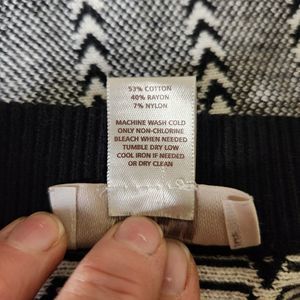 53% COTTON
40% RAYON
7% NYLON
MACHINE WASH COLD
ONLY NON-CHLORINE
BLEACH WHEN NEEDED
TUMBLE DRY LOW
COOL IRON IF NEEDED
OR DRY CLEAN